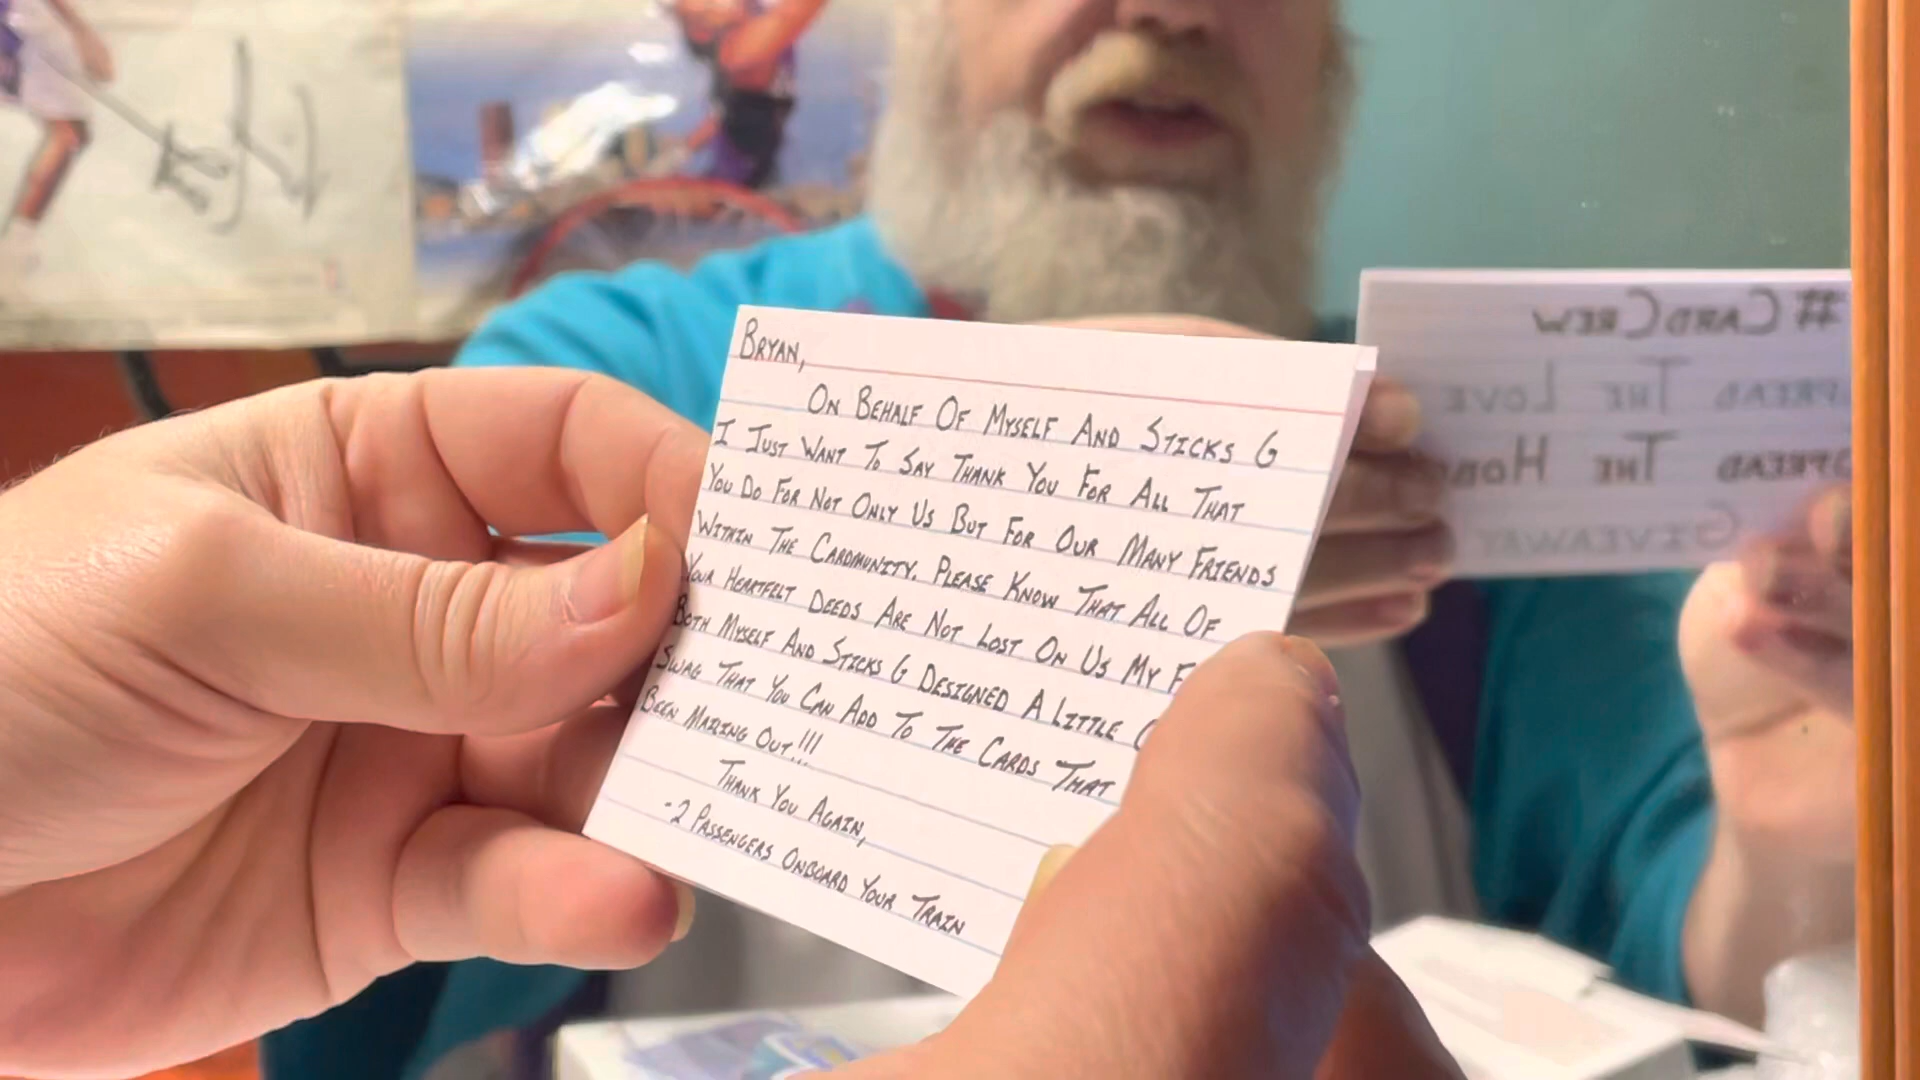 BRYAN,
ON BEHALF OF MYSELF AND STICKS G
I JUST WANT TO SAY THANK YOU FOR ALL THAT
YOU DO FOR NOT ONLY US BUT FOR OUR MANY FRIENDS
WITHIN THE CARDMUNITY. PLEASE KNOW THAT ALL OF
YOUR HEARTFELT DEEDS ARE NOT LOST ON US MY
BOTH MYSELF AND STICKS G DESIGNED A LITTLE
SWAG THAT YOU CAN ADD TO THE CARDS THAT
BEEN MAILING OUT!!!
THANK YOU AGAIN,
-2 PASSENGERS ONBOARD YOUR TRAIN
#CARDCREW
SPREAD THE LOVE
SPREAD THE
GIVEAWAY